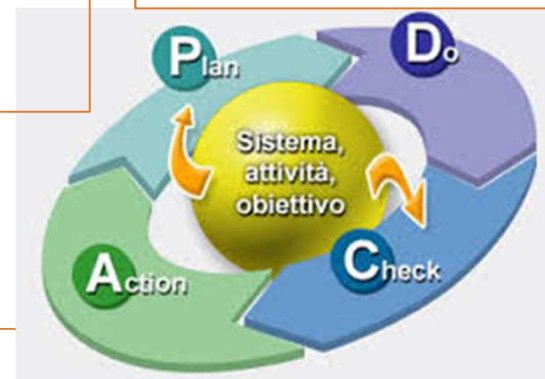 Plan
Do
Sistema,
attività,
obiettivo
Check
Action